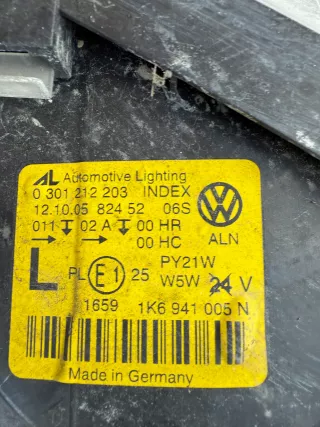 AL Automotive Lighting
0 301 212 203 INDEX
12.10.05 824 52 06S
011 02 A 00 HR
00 HC ALN
L PL E1 25 PY21W
W5W 24 V
1659 1K6 941 005 N
Made in Germany